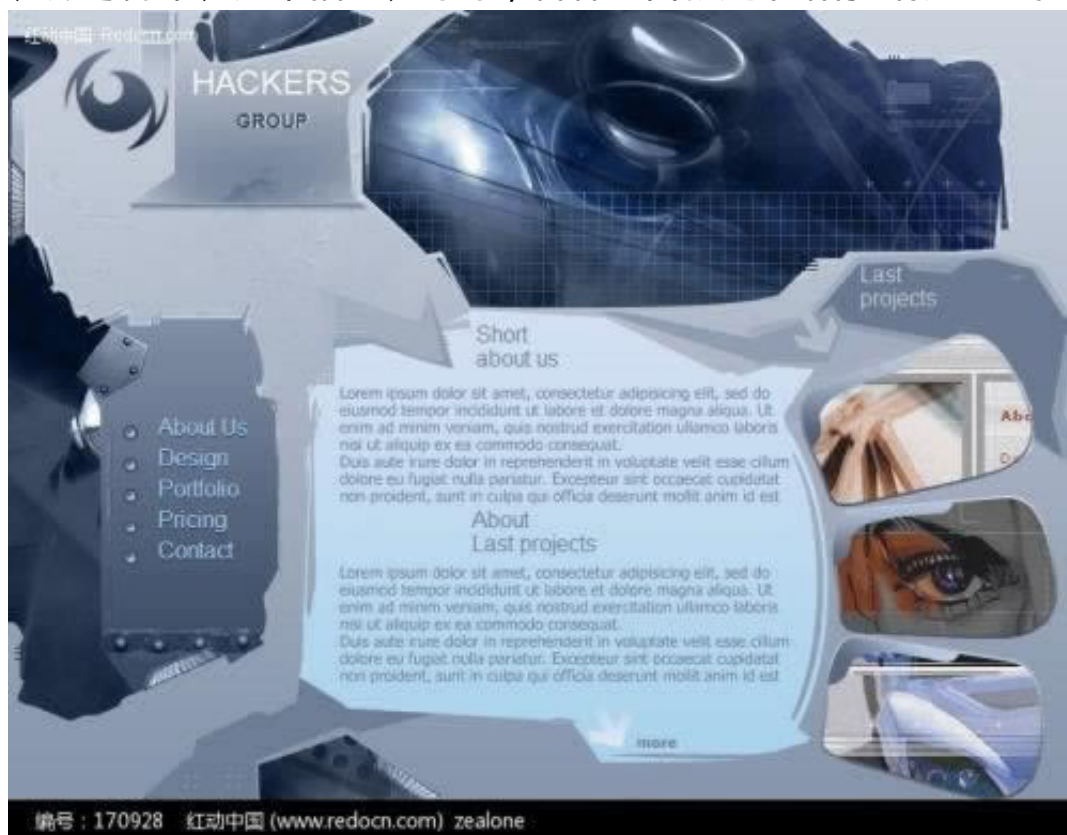 红动中国 Redocn.com
HACKERS
GROUP
Last
projects
Short
about us
Lorem ipsum dolor sit amet, consectetur adipisicing elit, sed do
eiusmod tempor incididunt ut labore et dolore magna aliqua. Ut
enim ad minim veniam, quis nostrud exercitation ullamco laboris
nisi ut aliquip ex ea commodo consequat.
Duis aute irure dolor in reprehenderit in voluptate velit esse cillum
dolore eu fugiat nulla pariatur. Excepteur sint occaecat cupidatat
non proident, sunt in culpa qui officia deserunt mollit anim id est
About Us
Design
Portfolio
Pricing
Contact
About
Last projects
Lorem ipsum dolor sit amet, consectetur adipisicing elit, sed do
eiusmod tempor incididunt ut labore et dolore magna aliqua. Ut
enim ad minim veniam, quis nostrud exercitation ullamco laboris
nisi ut aliquip ex ea commodo consequat.
Duis aute irure dolor in reprehenderit in voluptate velit esse cillum
dolore eu fugiat nulla pariatur. Excepteur sint occaecat cupidatat
non proident, sunt in culpa qui officia deserunt mollit anim id est
Abo
more
编号：170928 红动中国 (www.redocn.com) zealone